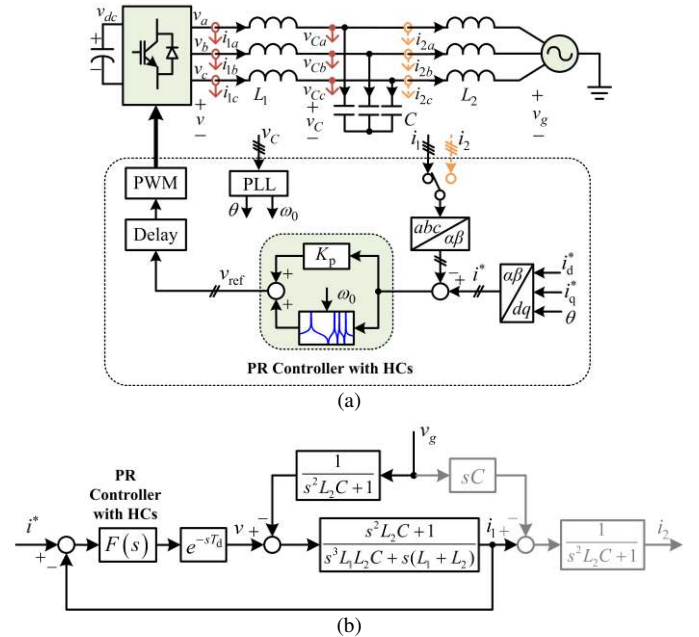 v_dc
+
−
v_a
v_b
v_c
i_1a
i_1b
i_1c
+
v
−
L_1
v_Ca
v_Cb
v_Cc
+
v_C
−
C
i_2a
i_2b
i_2c
L_2
+
v_g
−
PWM
Delay
v_C
PLL
θ
ω_0
i_1
i_2
abc
αβ
K_p
+
+
ω_0
v_ref
−
+
i^*
αβ
dq
i_d^*
i_q^*
θ
PR Controller with HCs
(a)
v_g
1
s^2L_2C+1
sC
PR
Controller
with HCs
i^*
+
−
F(s)
e^{-sT_d}
v
+
−
s^2L_2C+1
s^3L_1L_2C+s(L_1+L_2)
i_1
+
−
1
s^2L_2C+1
i_2
(b)